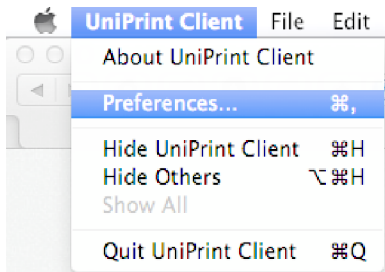 UniPrint Client File Edit
About UniPrint Client
Preferences... ⌘,
Hide UniPrint Client ⌘H
Hide Others ⌥⌘H
Show All
Quit UniPrint Client ⌘Q